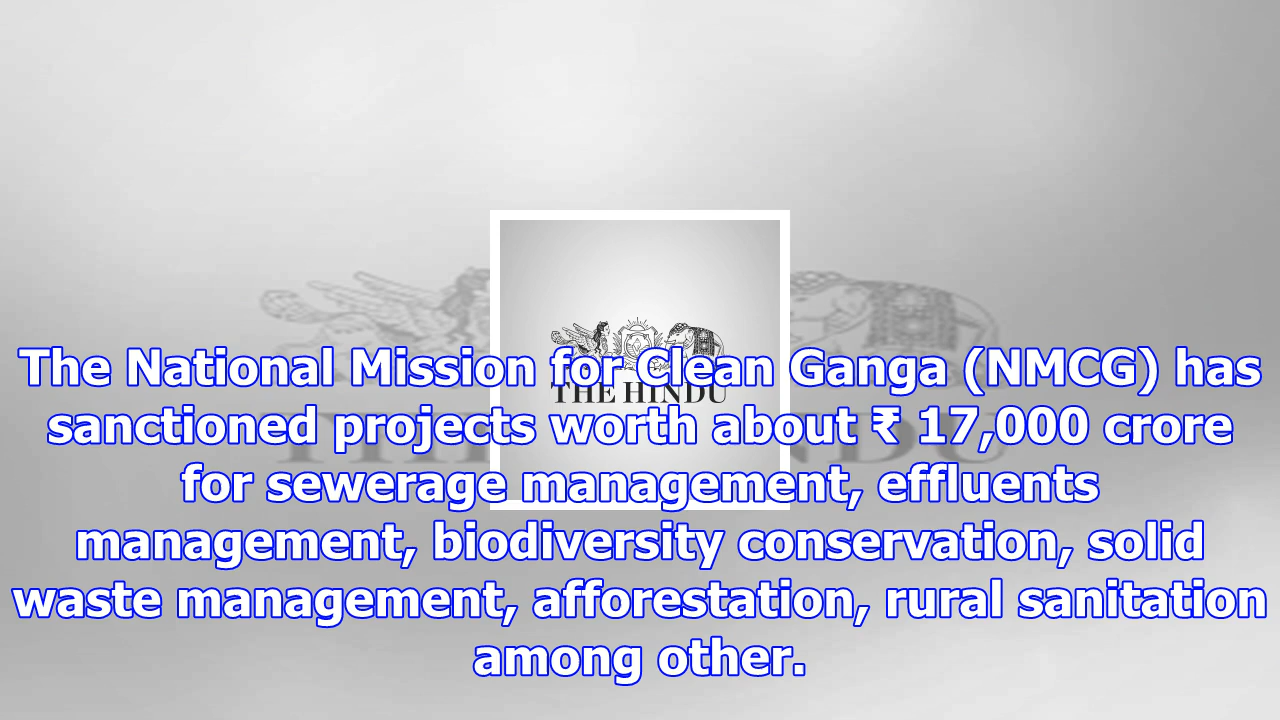 The National Mission for Clean Ganga (NMCG) has
sanctioned projects worth about ₹ 17,000 crore
for sewerage management, effluents
management, biodiversity conservation, solid
waste management, afforestation, rural sanitation
among other.
THE HINDU